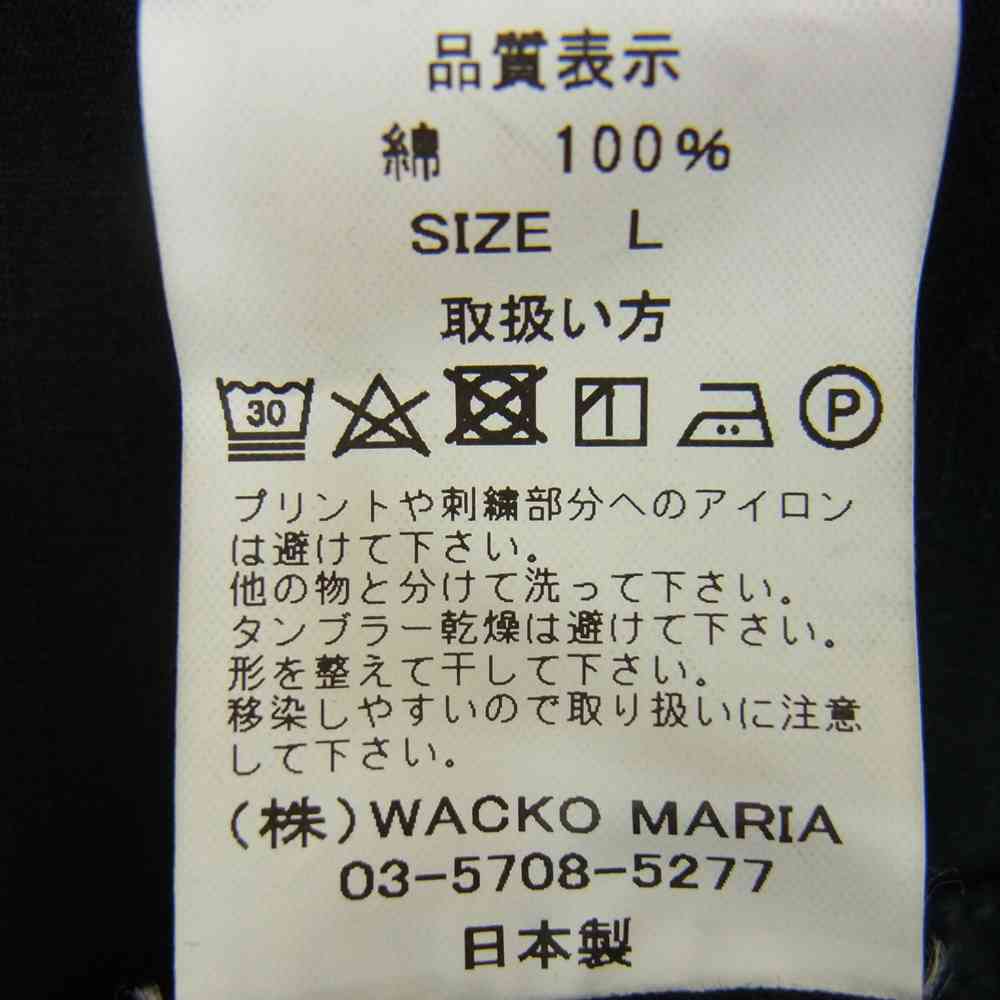 品質表示
綿 100%
SIZE L
取扱い方
30 P
プリントや刺繍部分へのアイロン
は避けて下さい。
他の物と分けて洗って下さい。
タンブラー乾燥は避けて下さい。
形を整えて干して下さい。
移染しやすいので取り扱いに注意
して下さい。
(株)WACKO MARIA
03-5708-5277
日本製